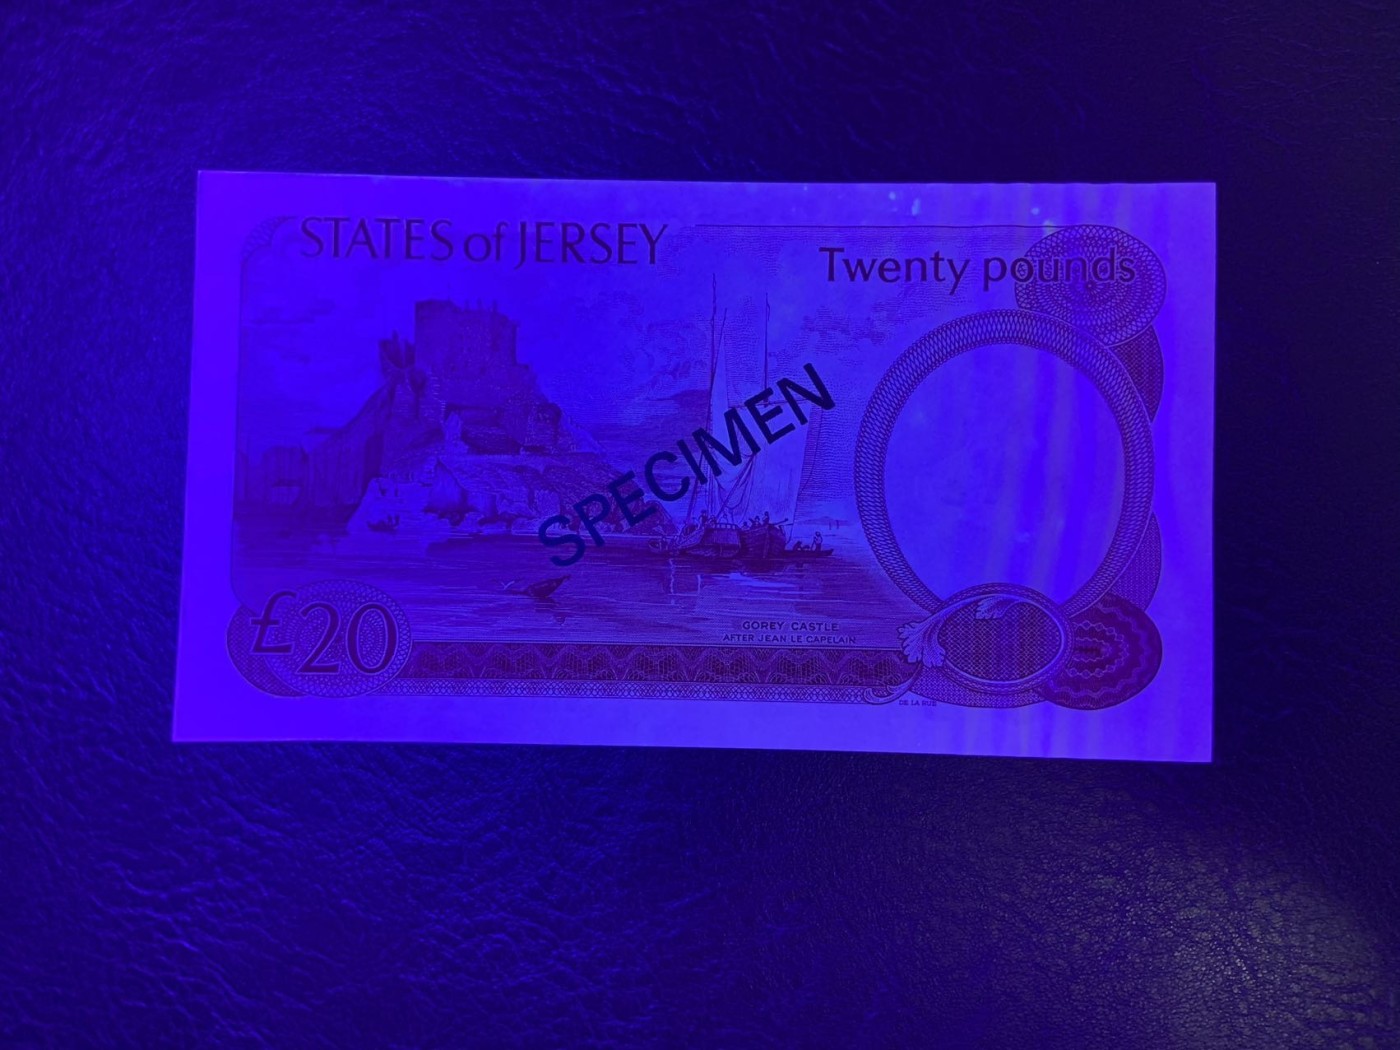 STATES of JERSEY
Twenty pounds
SPECIMEN
£20
GOREY CASTLE
AFTER JEAN LE CAPELAIN
DE LA RUE